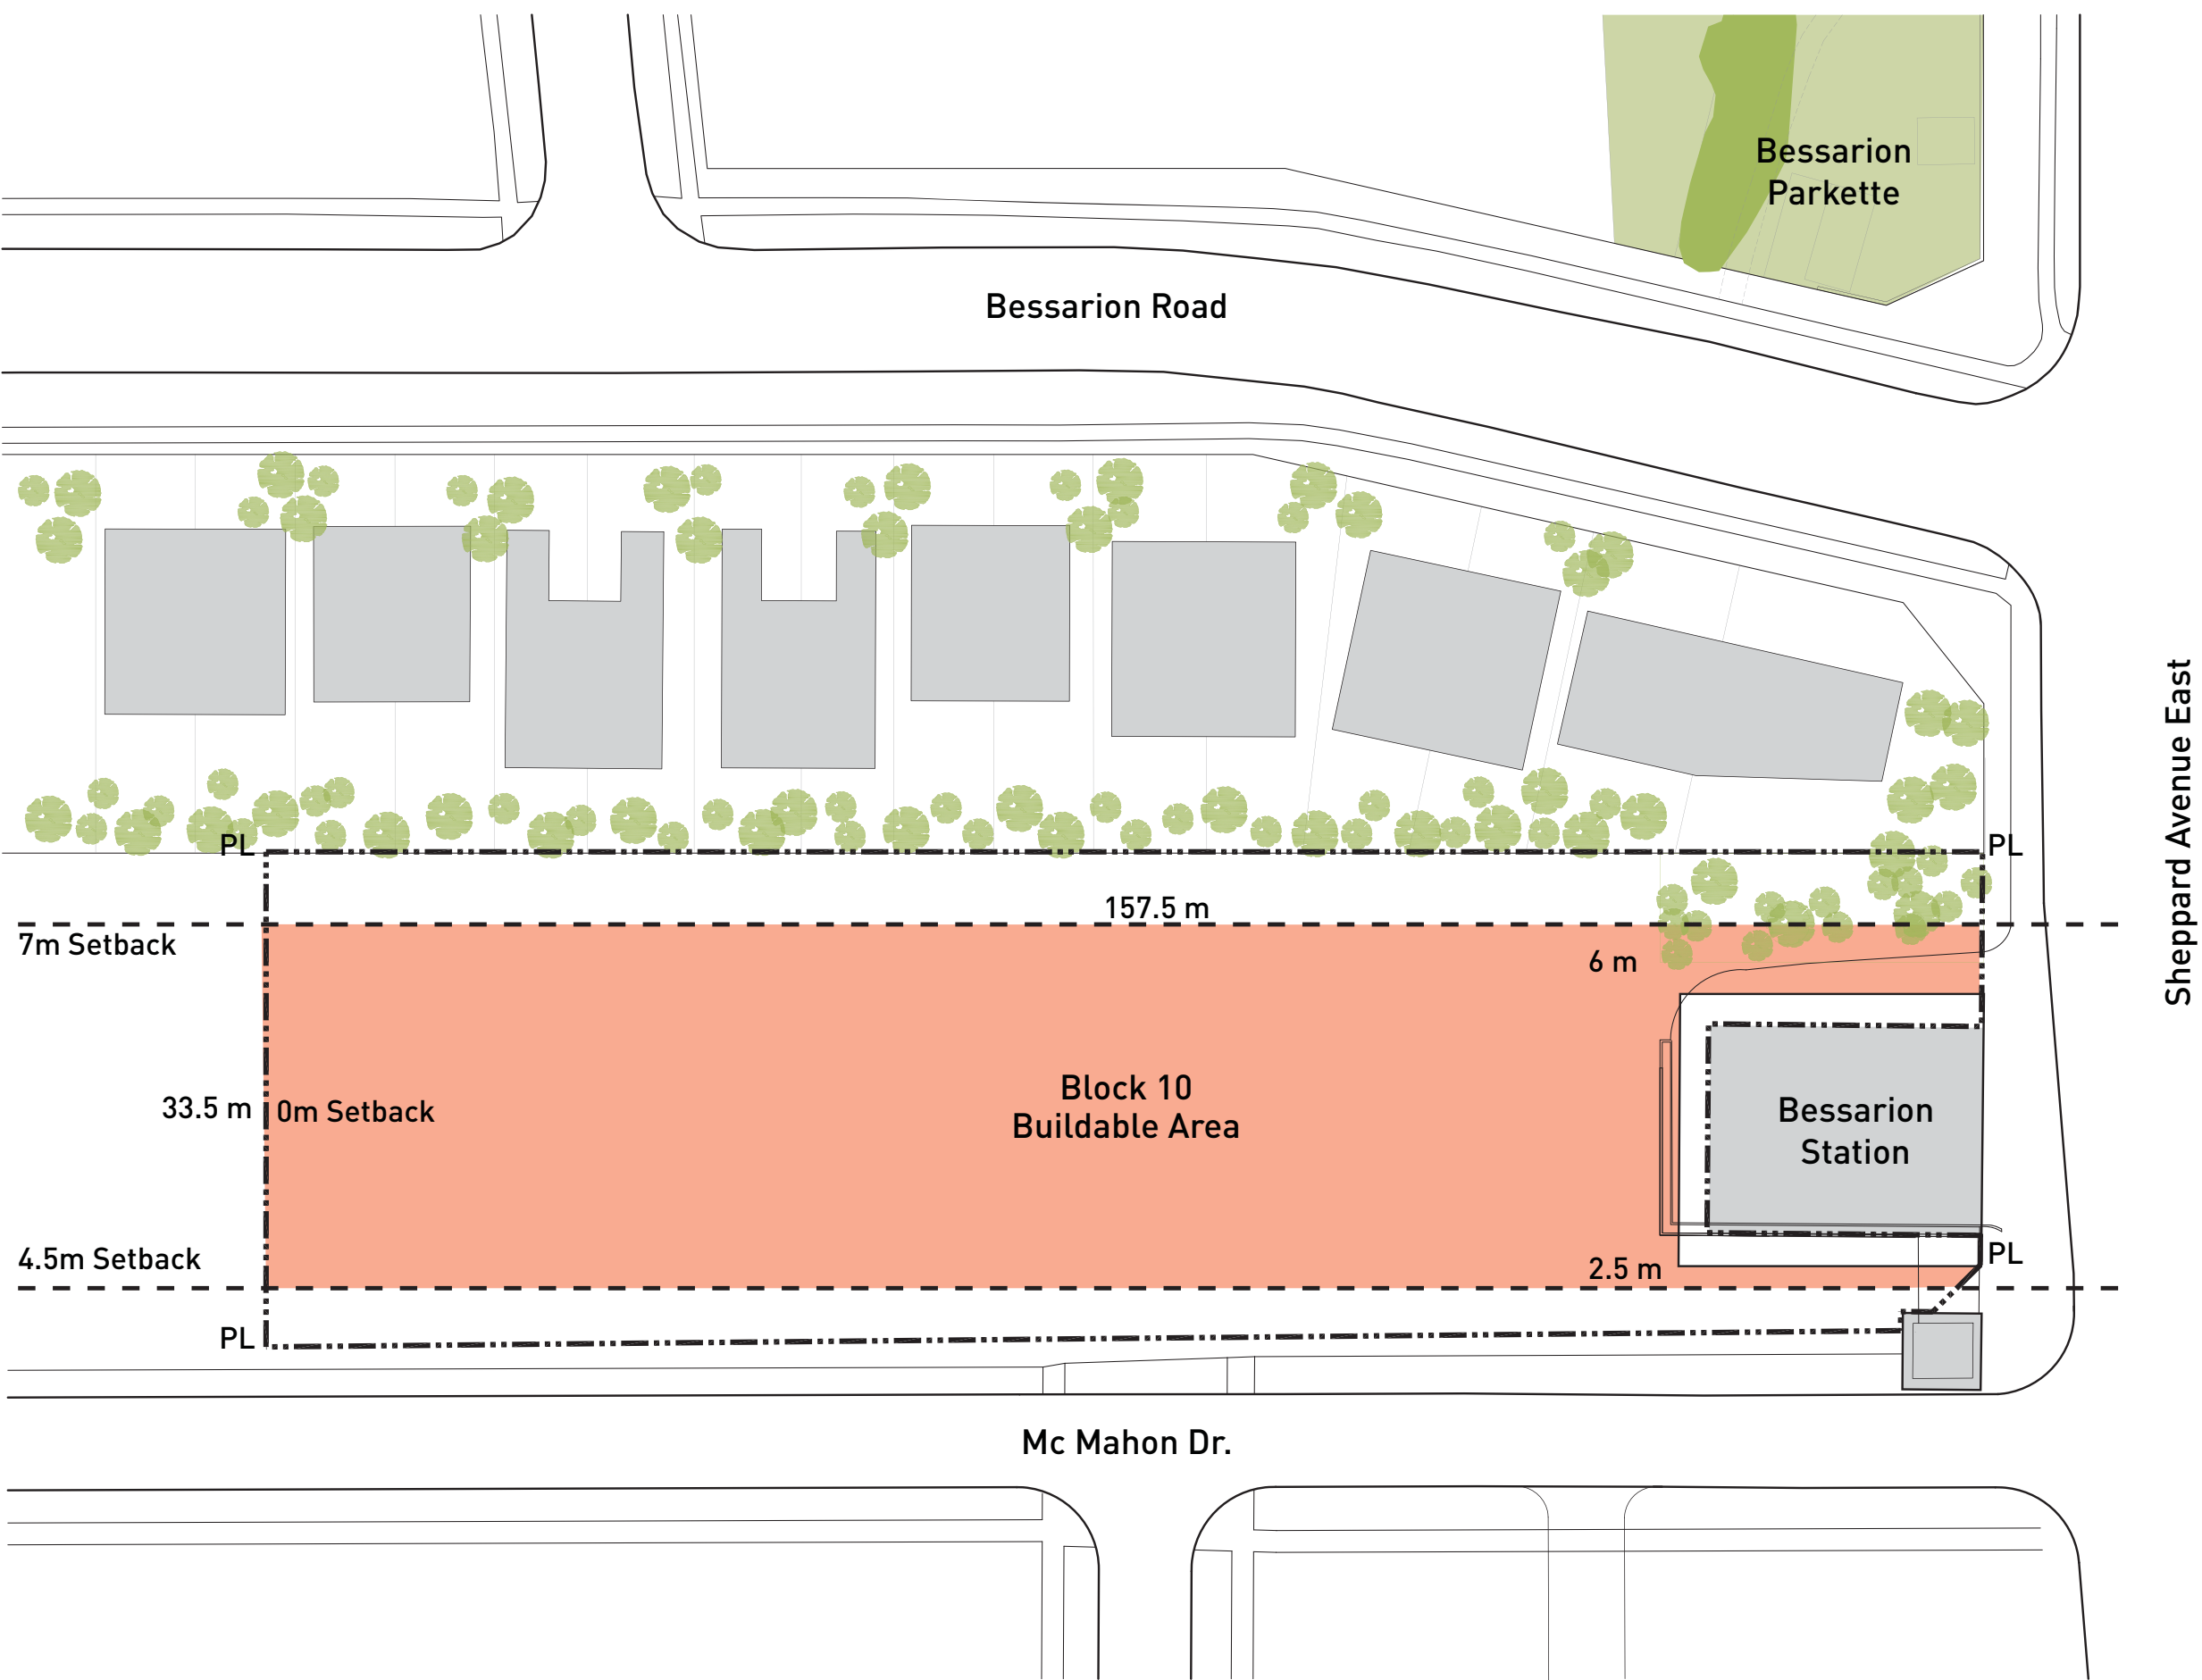 Bessarion
Parkette
Bessarion Road
Sheppard Avenue East
PL
PL
157.5 m
7m Setback
6 m
Block 10
Buildable Area
33.5 m
0m Setback
Bessarion
Station
4.5m Setback
2.5 m
PL
PL
Mc Mahon Dr.